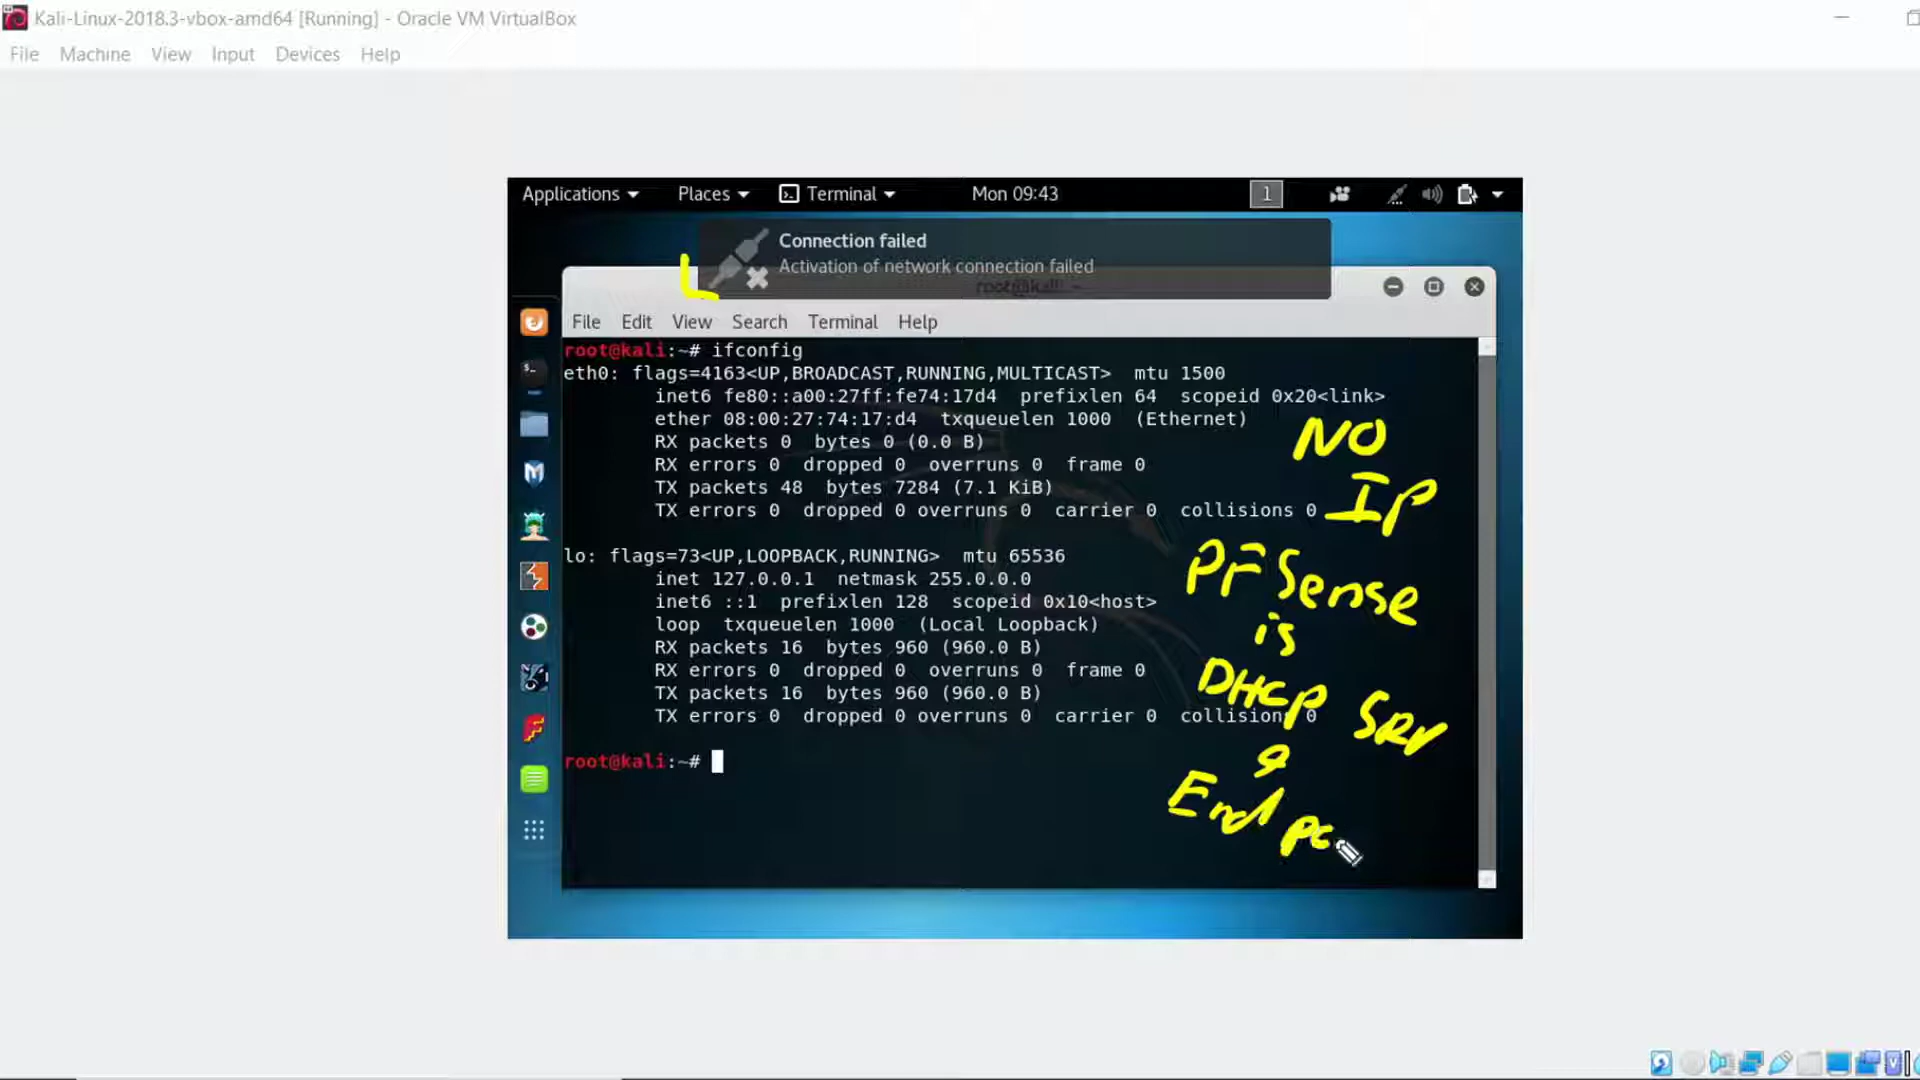 Kali-Linux-2018.3-vbox-amd64 [Running] - Oracle VM VirtualBox
File Machine View Input Devices Help
Applications Places Terminal Mon 09:43 1
Connection failed
Activation of network connection failed
root@kali: ~
File Edit View Search Terminal Help
root@kali:~# ifconfig
eth0: flags=4163<UP,BROADCAST,RUNNING,MULTICAST> mtu 1500
inet6 fe80::a00:27ff:fe74:17d4 prefixlen 64 scopeid 0x20<link>
ether 08:00:27:74:17:d4 txqueuelen 1000 (Ethernet)
RX packets 0 bytes 0 (0.0 B)
RX errors 0 dropped 0 overruns 0 frame 0
TX packets 48 bytes 7284 (7.1 KiB)
TX errors 0 dropped 0 overruns 0 carrier 0 collisions 0
lo: flags=73<UP,LOOPBACK,RUNNING> mtu 65536
inet 127.0.0.1 netmask 255.0.0.0
inet6 ::1 prefixlen 128 scopeid 0x10<host>
loop txqueuelen 1000 (Local Loopback)
RX packets 16 bytes 960 (960.0 B)
RX errors 0 dropped 0 overruns 0 frame 0
TX packets 16 bytes 960 (960.0 B)
TX errors 0 dropped 0 overruns 0 carrier 0 collisions 0
root@kali:~#
NO
IP
PFSense
is
DHCP SRV
&
End po